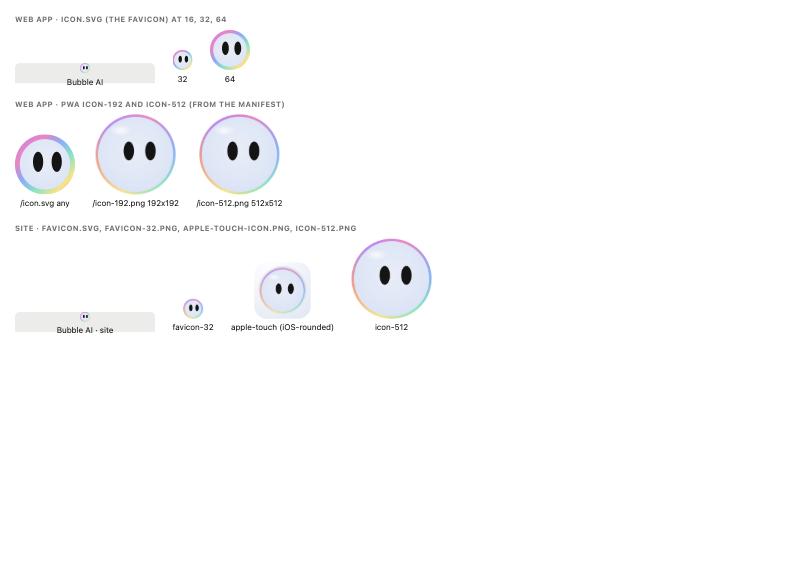 WEB APP · ICON.SVG (THE FAVICON) AT 16, 32, 64
Bubble AI
32
64
WEB APP · PWA ICON-192 AND ICON-512 (FROM THE MANIFEST)
/icon.svg any
/icon-192.png 192x192
/icon-512.png 512x512
SITE · FAVICON.SVG, FAVICON-32.PNG, APPLE-TOUCH-ICON.PNG, ICON-512.PNG
Bubble AI · site
favicon-32
apple-touch (iOS-rounded)
icon-512